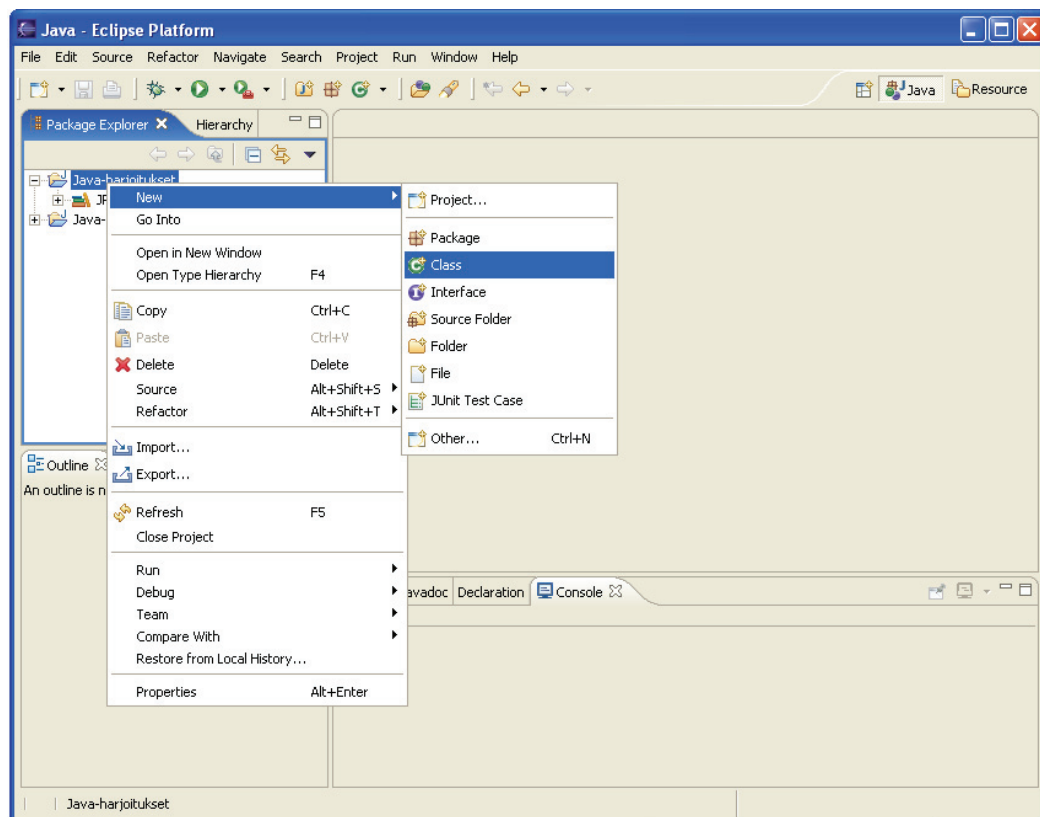 Java - Eclipse Platform
File Edit Source Refactor Navigate Search Project Run Window Help
Java Resource
Package Explorer Hierarchy
Java-harjoitukset
Java-
New
Go Into
Open in New Window
Open Type Hierarchy F4
Copy Ctrl+C
Paste Ctrl+V
Delete Delete
Source Alt+Shift+S
Refactor Alt+Shift+T
Import...
Export...
Refresh F5
Close Project
Run
Debug
Team
Compare With
Restore from Local History...
Properties Alt+Enter
Project...
Package
Class
Interface
Source Folder
Folder
File
JUnit Test Case
Other... Ctrl+N
Outline
An outline is n
avadoc Declaration Console
Java-harjoitukset